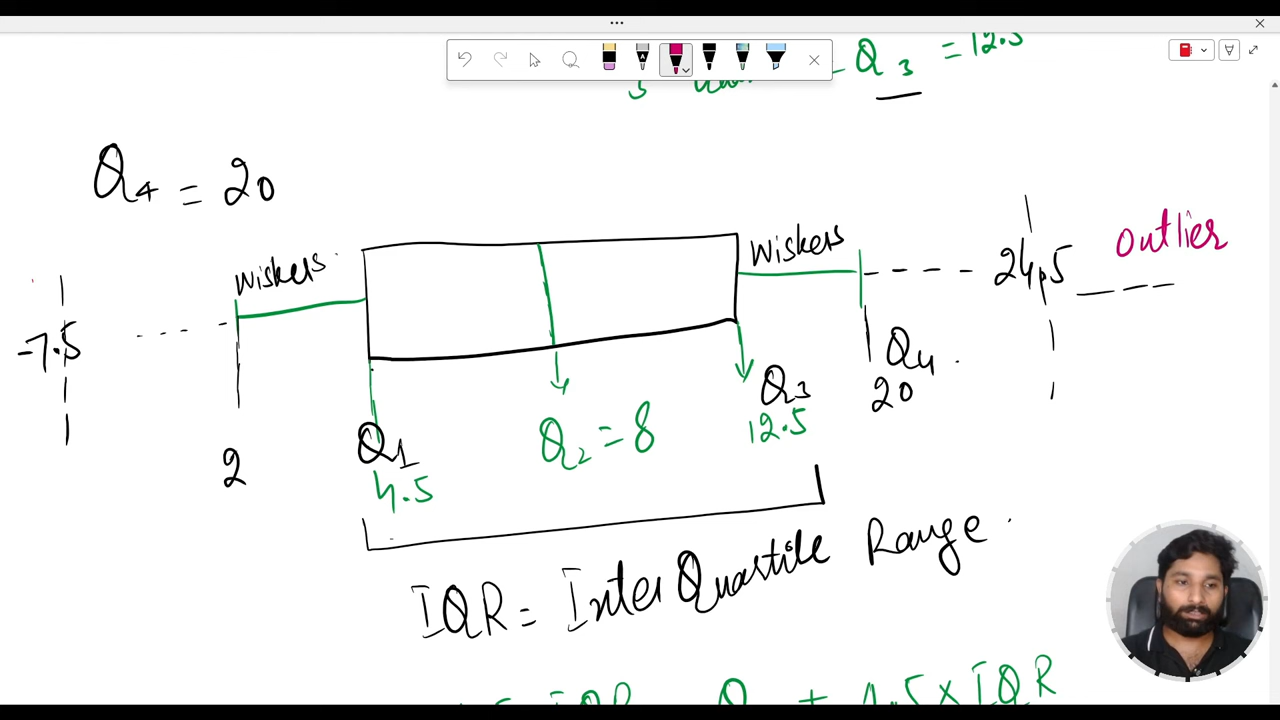 Q3 = 12.5
Q4 = 20
wiskers wiskers 24.5 outlier
-7.5
Q4
20
2 Q1 Q2 = 8 Q3
4.5 12.5
IQR = InterQuartile Range
IQR Q + 1.5 x IQR